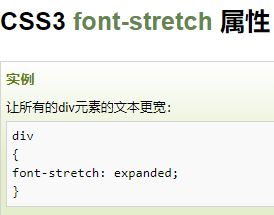 CSS3 font-stretch 属性
实例
让所有的div元素的文本更宽:
div
{
font-stretch: expanded;
}